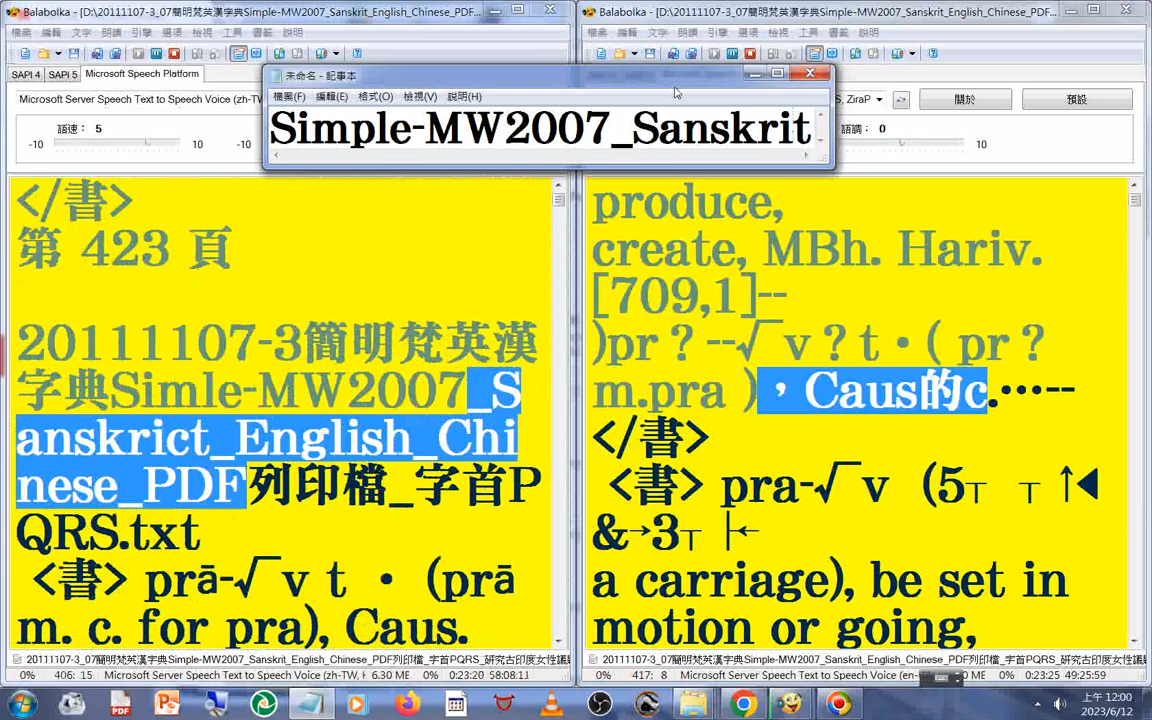 Balabolka - [D:\20111107-3_07簡明梵英漢字典Simple-MW2007_Sanskrit_English_Chinese_PDF...
檔案 編輯 文字 朗讀 引擎 選項 檢視 工具 書籤 說明
SAPI 4 SAPI 5 Microsoft Speech Platform
Microsoft Server Speech Text to Speech Voice (zh-TW,
語速： 5
-10 10 -10
</書>
第 423 頁
20111107-3簡明梵英漢
字典Simle-MW2007_S
anskrict_English_Chi
nese_PDF列印檔_字首P
QRS.txt
<書> prā-√ v t • (prā
m. c. for pra), Caus.
20111107-3_07簡明梵英漢字典Simple-MW2007_Sanskrit_English_Chinese_PDF列印檔_字首PQRS_研究古印度女性議
0% 406: 15 Microsoft Server Speech Text to Speech Voice (zh-TW, 6.30 MB 0% 0:23:20 58:08:11
未命名 - 記事本
檔案(F) 編輯(E) 格式(O) 檢視(V) 說明(H)
Simple-MW2007_Sanskrit
Balabolka - [D:\20111107-3_07簡明梵英漢字典Simple-MW2007_Sanskrit_English_Chinese_PDF...
檔案 編輯 文字 朗讀 引擎 選項 檢視 工具 書籤 說明
S, ZiraP 關於 預設
語調： 0
10
produce,
create, MBh. Hariv.
[709,1]--
)pr ? --√ v ? t • ( pr ?
m.pra )，Caus的c.…--
</書>
<書> pra-√ v (5┬ ┬ ↑◀
&→3┬ ├←
a carriage), be set in
motion or going,
20111107-3_07簡明梵英漢字典Simple-MW2007_Sanskrit_English_Chinese_PDF列印檔_字首PQRS_研究古印度女性議
0% 417: 8 Microsoft Server Speech Text to Speech Voice (zh-TW, 0% 0:23:25 49:25:59
上午 12:00
2023/6/12